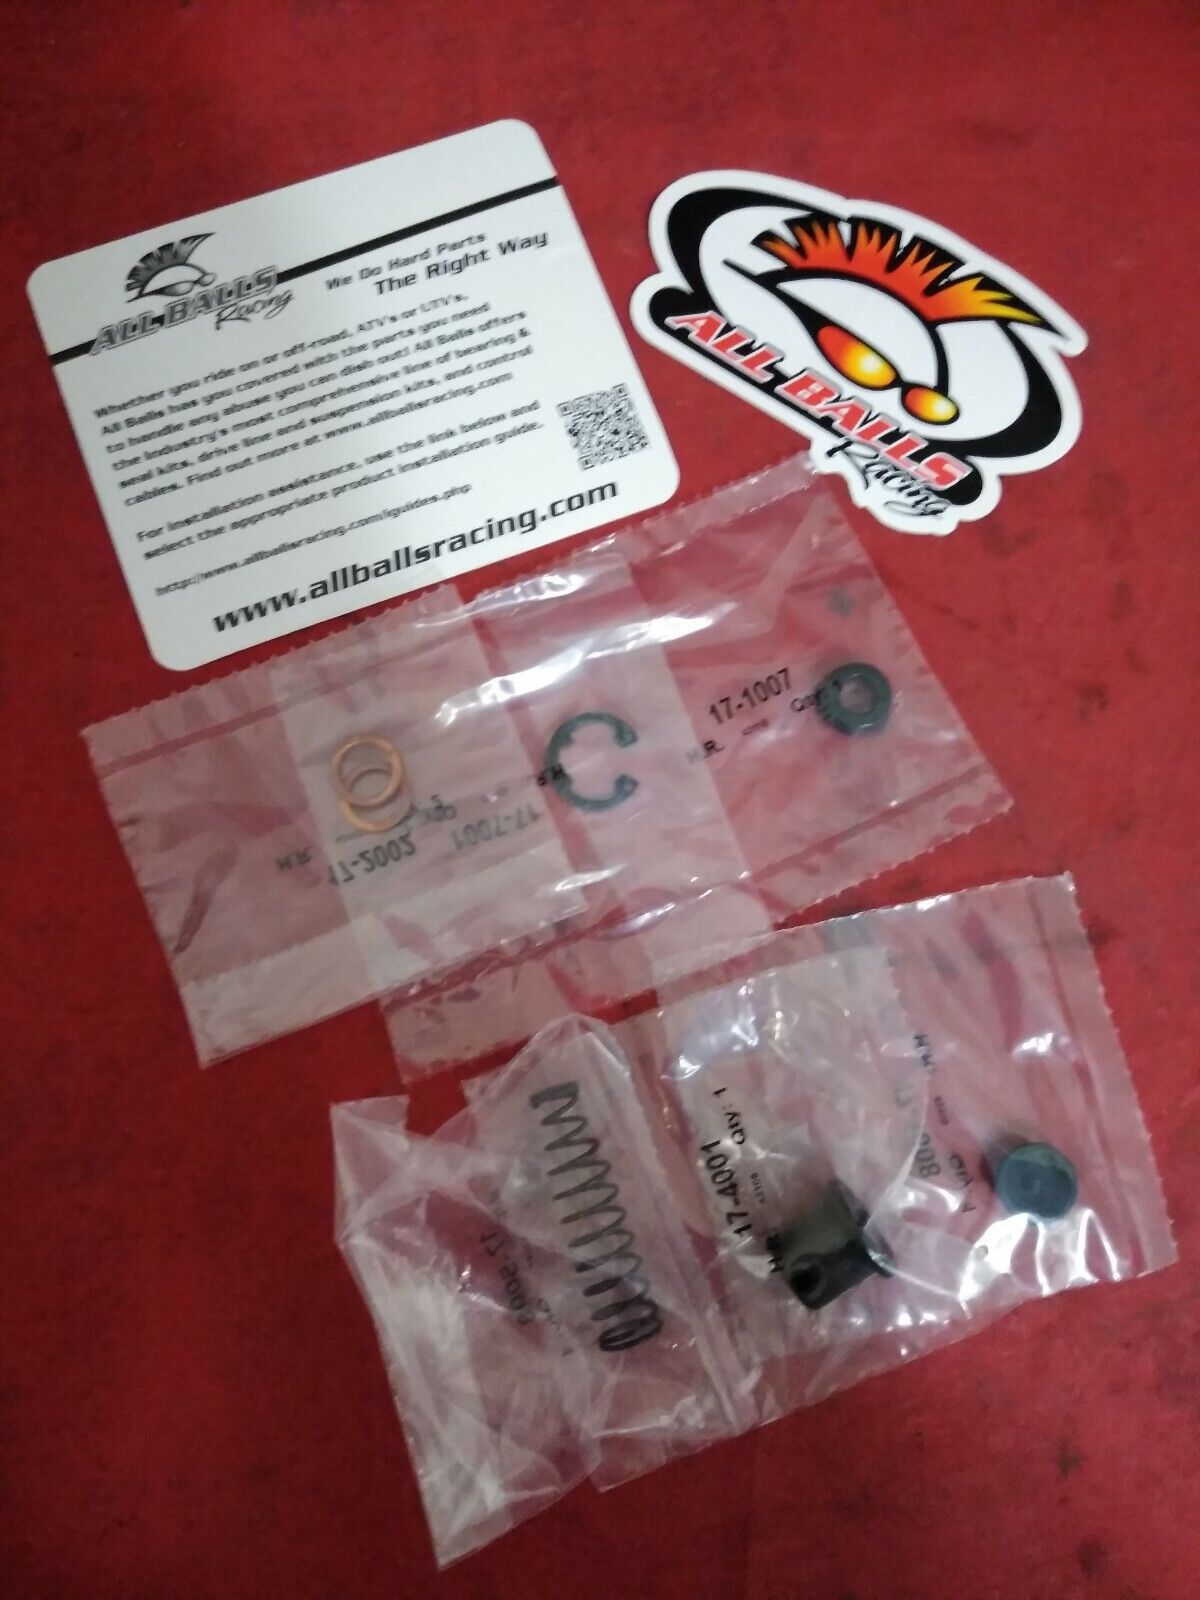 ALL BALLS
Racing
We Do Hard Parts
The Right Way
Whether you ride on or off-road, ATV's or UTV's,
All Balls has you covered with the parts you need
to handle any abuse you can dish out! All Balls offers
the industry's most comprehensive line of bearing &
seal kits, drive line and suspension kits, and control
cables. Find out more at www.allballsracing.com
For installation assistance, use the link below and
select the appropriate product installation guide.
http://www.allballsracing.com/iguides.php
www.allballsracing.com
ALL BALLS
Racing
17-1007
H.R. Qty: 1
H.R.
17-7001
H.R.
17-2002
17-4001
H.R. Qty: 1
H.R.